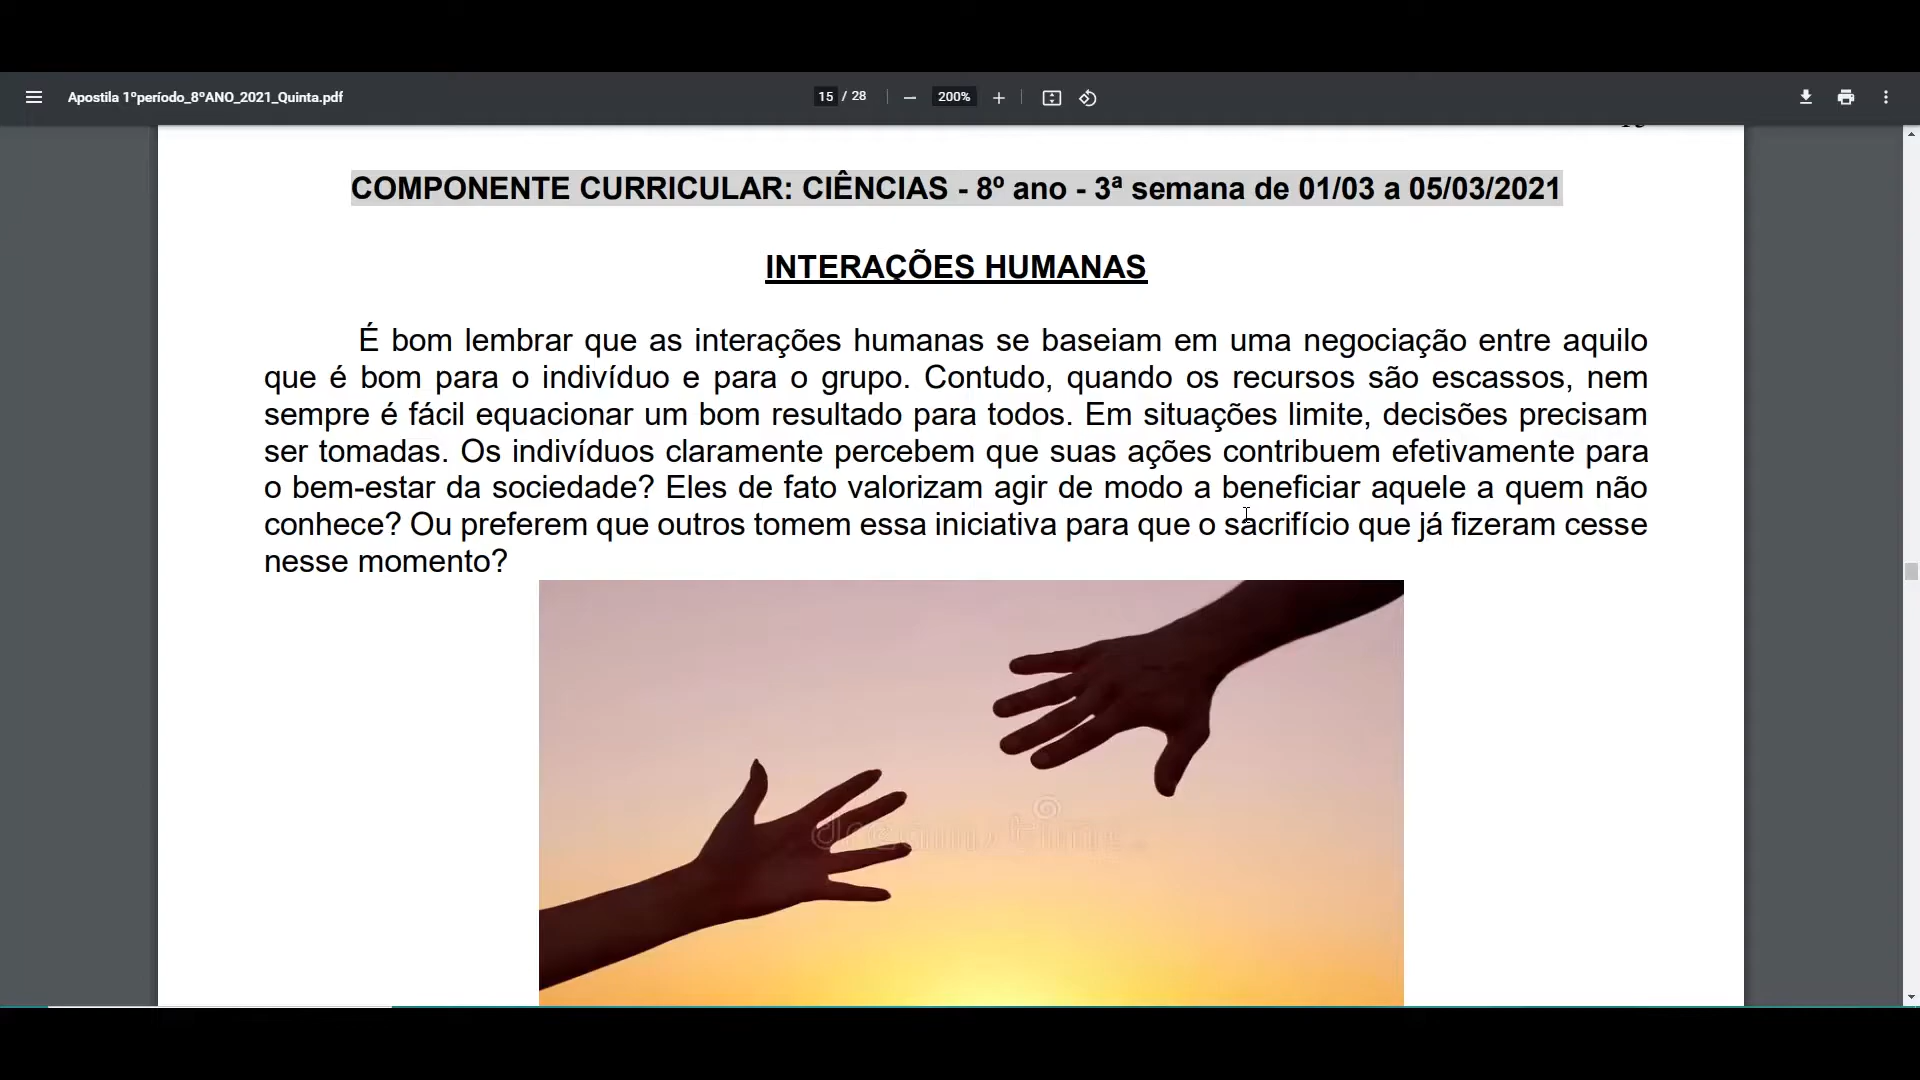 Apostila 1ºperíodo_8ºANO_2021_Quinta.pdf
15 / 28
200%
COMPONENTE CURRICULAR: CIÊNCIAS - 8º ano - 3ª semana de 01/03 a 05/03/2021
INTERAÇÕES HUMANAS
É bom lembrar que as interações humanas se baseiam em uma negociação entre aquilo
que é bom para o indivíduo e para o grupo. Contudo, quando os recursos são escassos, nem
sempre é fácil equacionar um bom resultado para todos. Em situações limite, decisões precisam
ser tomadas. Os indivíduos claramente percebem que suas ações contribuem efetivamente para
o bem-estar da sociedade? Eles de fato valorizam agir de modo a beneficiar aquele a quem não
conhece? Ou preferem que outros tomem essa iniciativa para que o sacrifício que já fizeram cesse
nesse momento?